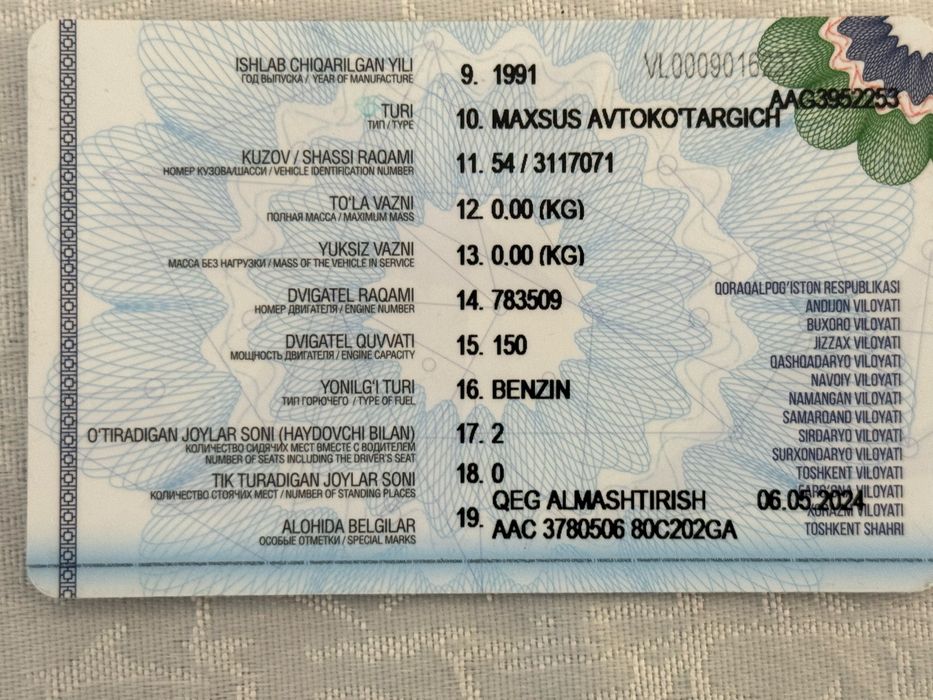 ISHLAB CHIQARILGAN YILI
ГОД ВЫПУСКА / YEAR OF MANUFACTURE
9. 1991
AAG3952253
TURI
ТИП / TYPE
10. MAXSUS AVTOKO'TARGICH
KUZOV / SHASSI RAQAMI
НОМЕР КУЗОВА/ШАССИ / VEHICLE IDENTIFICATION NUMBER
11. 54 / 3117071
TO'LA VAZNI
ПОЛНАЯ МАССА / MAXIMUM MASS
12. 0.00 (KG)
YUKSIZ VAZNI
МАССА БЕЗ НАГРУЗКИ / MASS OF THE VEHICLE IN SERVICE
13. 0.00 (KG)
DVIGATEL RAQAMI
НОМЕР ДВИГАТЕЛЯ / ENGINE NUMBER
14. 783509
DVIGATEL QUVVATI
МОЩНОСТЬ ДВИГАТЕЛЯ / ENGINE CAPACITY
15. 150
YONILG'I TURI
ТИП ГОРЮЧЕГО / TYPE OF FUEL
16. BENZIN
O'TIRADIGAN JOYLAR SONI (HAYDOVCHI BILAN)
КОЛИЧЕСТВО СИДЯЧИХ МЕСТ ВМЕСТЕ С ВОДИТЕЛЕМ
NUMBER OF SEATS INCLUDING THE DRIVER'S SEAT
17. 2
TIK TURADIGAN JOYLAR SONI
КОЛИЧЕСТВО СТОЯЧИХ МЕСТ / NUMBER OF STANDING PLACES
18. 0
ALOHIDA BELGILAR
ОСОБЫЕ ОТМЕТКИ / SPECIAL MARKS
19. QEG ALMASHTIRISH 06.05.2024
AAC 3780506 80C202GA
QORAQALPOG'ISTON RESPUBLIKASI
ANDIJON VILOYATI
BUXORO VILOYATI
JIZZAX VILOYATI
QASHQADARYO VILOYATI
NAVOIY VILOYATI
NAMANGAN VILOYATI
SAMARQAND VILOYATI
SIRDARYO VILOYATI
SURXONDARYO VILOYATI
TOSHKENT VILOYATI
FARG'ONA VILOYATI
XORAZM VILOYATI
TOSHKENT SHAHRI